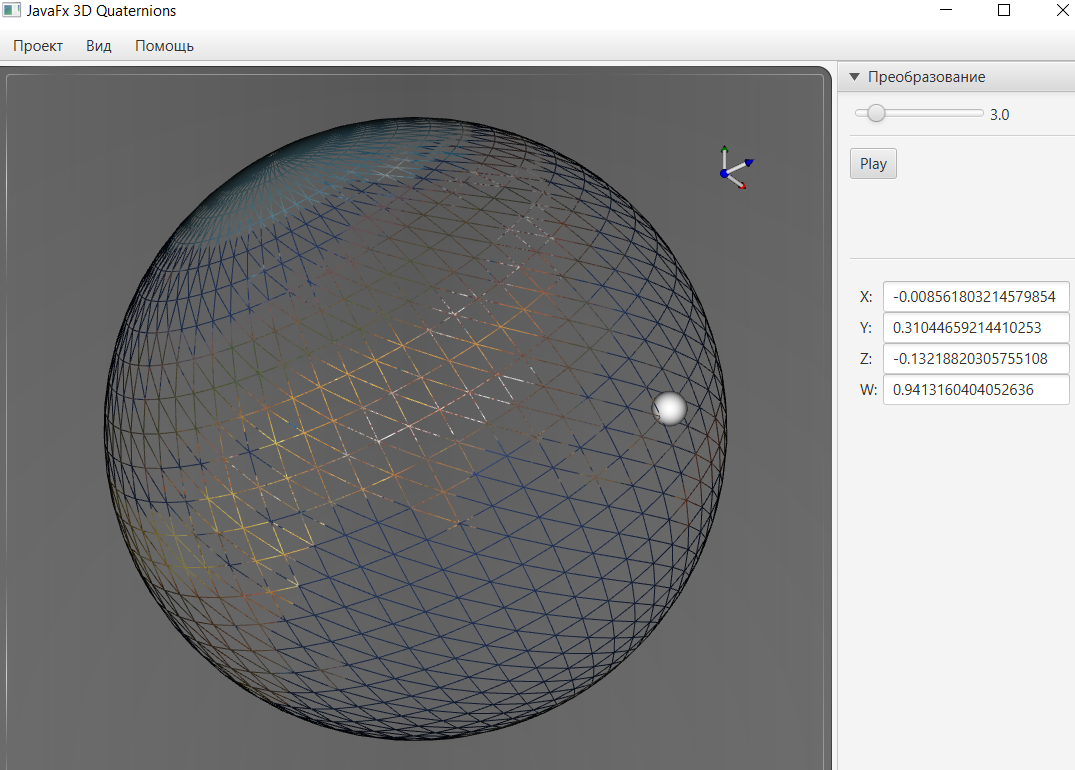 JavaFx 3D Quaternions
Проект Вид Помощь
Преобразование
3.0
Play
X: -0.008561803214579854
Y: 0.31044659214410253
Z: -0.13218820305755108
W: 0.9413160404052636